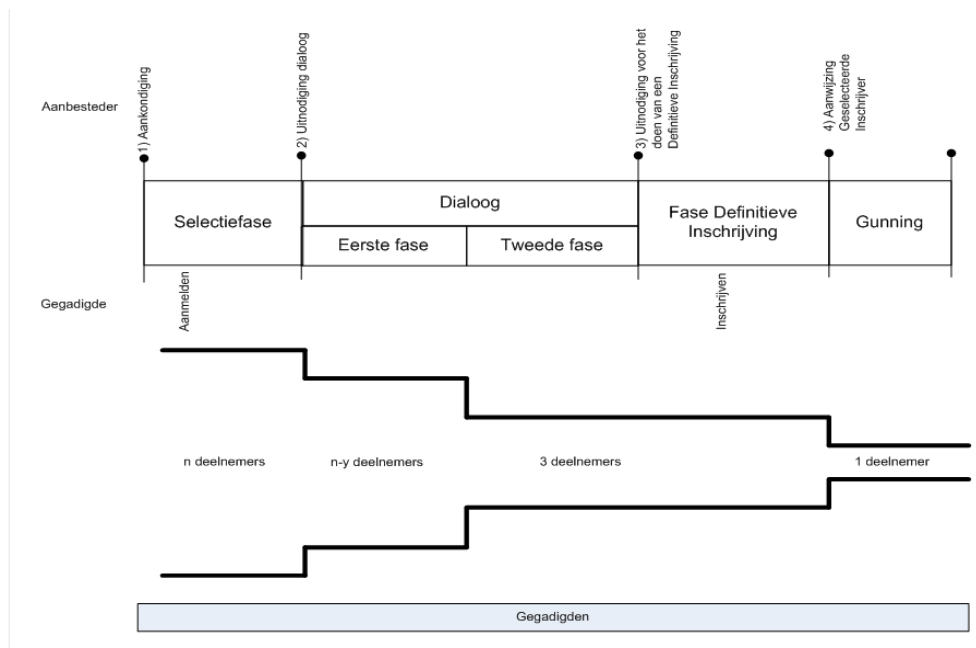 Aanbesteder
1) Aankondiging
2) Uitnodiging dialoog
3) Uitnodiging voor het
doen van een
Definitieve Inschrijving
4) Aanwijzing
Geselecteerde
Inschrijver
Selectiefase
Dialoog
Eerste fase
Tweede fase
Fase Definitieve
Inschrijving
Gunning
Gegadigde
Aanmelden
Inschrijven
n deelnemers
n-y deelnemers
3 deelnemers
1 deelnemer
Gegadigden